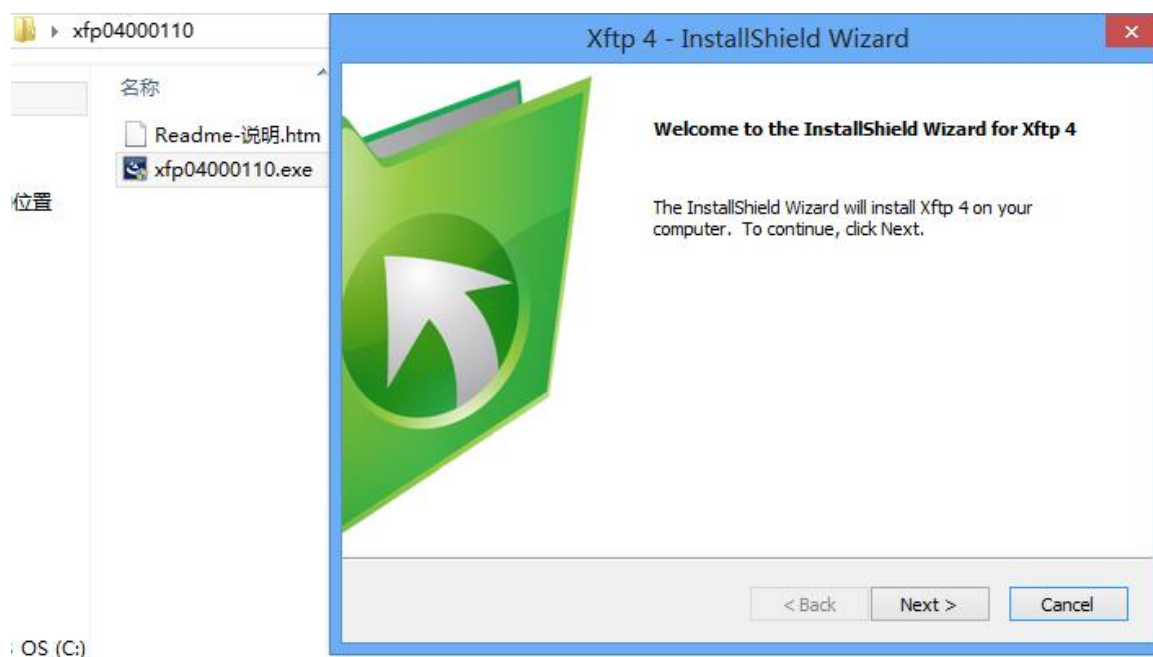 xfp04000110
名称
Readme-说明.htm
xfp04000110.exe
位置
OS (C:)
Xftp 4 - InstallShield Wizard
Welcome to the InstallShield Wizard for Xftp 4
The InstallShield Wizard will install Xftp 4 on your
computer. To continue, click Next.
< Back
Next >
Cancel